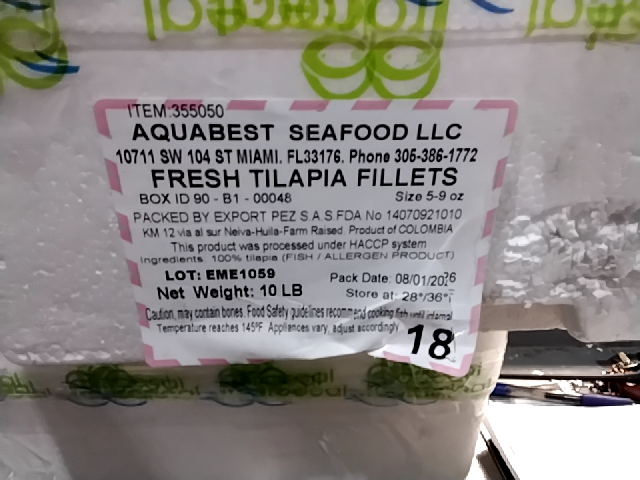 ITEM:355050
AQUABEST SEAFOOD LLC
10711 SW 104 ST MIAMI. FL33176. Phone 305-386-1772
FRESH TILAPIA FILLETS
BOX ID 90 - B1 - 00048 Size 5-9 oz
PACKED BY EXPORT PEZ S.A.S.FDA No 14070921010
KM 12 via al sur Neiva-Huila-Farm Raised. Product of COLOMBIA
This product was processed under HACCP system
Ingredients: 100% tilapia (FISH / ALLERGEN PRODUCT)
LOT: EME1059 Pack Date: 08/01/2026
Net Weight: 10 LB Store at: 28°/36°F
Caution, may contain bones. Food Safety guidelines recommend cooking fish until internal
Temperature reaches 145°F Appliances vary, adjust accordingly
18